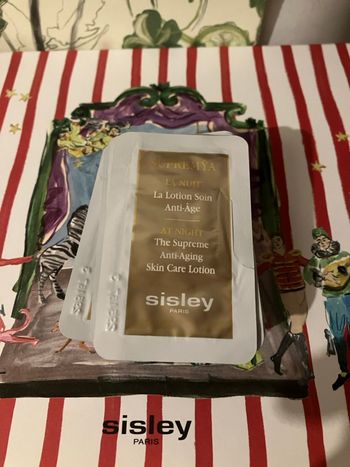 SUPREMŸA
LA NUIT
La Lotion Soin
Anti-Âge
AT NIGHT
The Supreme
Anti-Aging
Skin Care Lotion
sisley
PARIS
sisley
PARIS